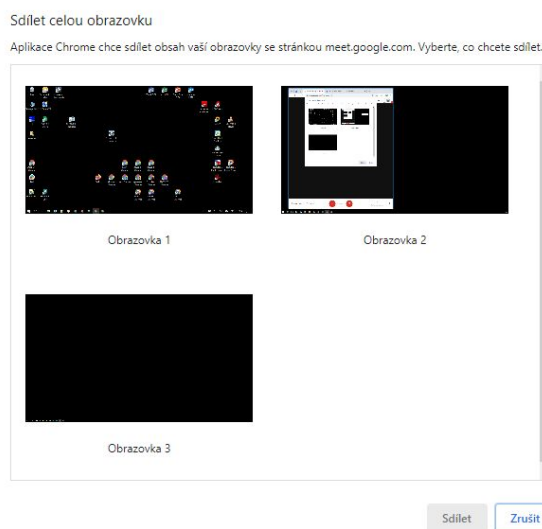 Sdílet celou obrazovku
Aplikace Chrome chce sdílet obsah vaší obrazovky se stránkou meet.google.com. Vyberte, co chcete sdílet.
Obrazovka 1
Obrazovka 2
Obrazovka 3
Sdílet
Zrušit